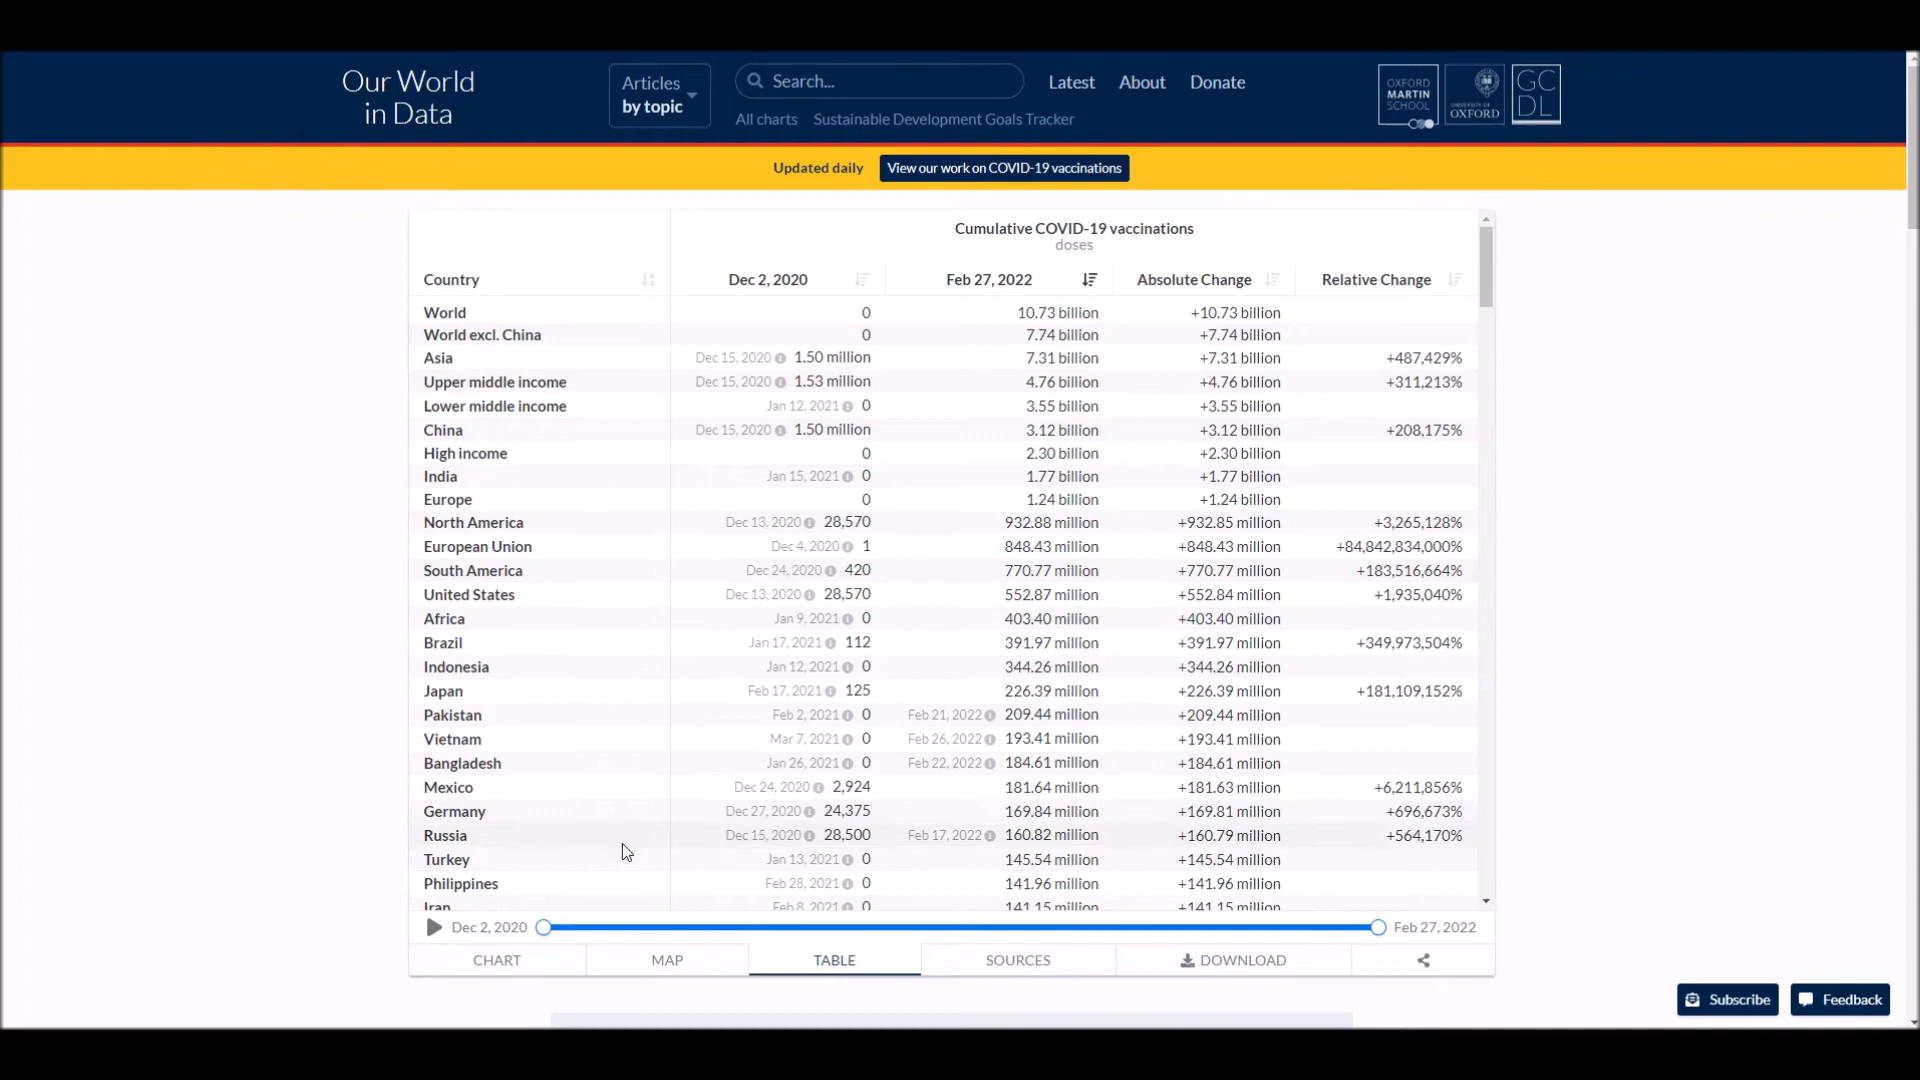 Our World
in Data
Articles
by topic
Search...
Latest
About
Donate
All charts
Sustainable Development Goals Tracker
OXFORD
MARTIN
SCHOOL
UNIVERSITY OF
OXFORD
GC
DL
Updated daily
View our work on COVID-19 vaccinations
Cumulative COVID-19 vaccinations
doses
Country Dec 2, 2020 Feb 27, 2022 Absolute Change Relative Change
World 0 10.73 billion +10.73 billion
World excl. China 0 7.74 billion +7.74 billion
Asia Dec 15, 2020 1.50 million 7.31 billion +7.31 billion +487,429%
Upper middle income Dec 15, 2020 1.53 million 4.76 billion +4.76 billion +311,213%
Lower middle income Jan 12, 2021 0 3.55 billion +3.55 billion
China Dec 15, 2020 1.50 million 3.12 billion +3.12 billion +208,175%
High income 0 2.30 billion +2.30 billion
India Jan 15, 2021 0 1.77 billion +1.77 billion
Europe 0 1.24 billion +1.24 billion
North America Dec 13, 2020 28,570 932.88 million +932.85 million +3,265,128%
European Union Dec 4, 2020 1 848.43 million +848.43 million +84,842,834,000%
South America Dec 24, 2020 420 770.77 million +770.77 million +183,516,664%
United States Dec 13, 2020 28,570 552.87 million +552.84 million +1,935,040%
Africa Jan 9, 2021 0 403.40 million +403.40 million
Brazil Jan 17, 2021 112 391.97 million +391.97 million +349,973,504%
Indonesia Jan 12, 2021 0 344.26 million +344.26 million
Japan Feb 17, 2021 125 226.39 million +226.39 million +181,109,152%
Pakistan Feb 2, 2021 0 Feb 21, 2022 209.44 million +209.44 million
Vietnam Mar 7, 2021 0 Feb 26, 2022 193.41 million +193.41 million
Bangladesh Jan 26, 2021 0 Feb 22, 2022 184.61 million +184.61 million
Mexico Dec 24, 2020 2,924 181.64 million +181.63 million +6,211,856%
Germany Dec 27, 2020 24,375 169.84 million +169.81 million +696,673%
Russia Dec 15, 2020 28,500 Feb 17, 2022 160.82 million +160.79 million +564,170%
Turkey Jan 13, 2021 0 145.54 million +145.54 million
Philippines Feb 28, 2021 0 141.96 million +141.96 million
Iran Feb 8, 2021 0 141.15 million +141.15 million
Dec 2, 2020 Feb 27, 2022
CHART MAP TABLE SOURCES DOWNLOAD
Subscribe Feedback